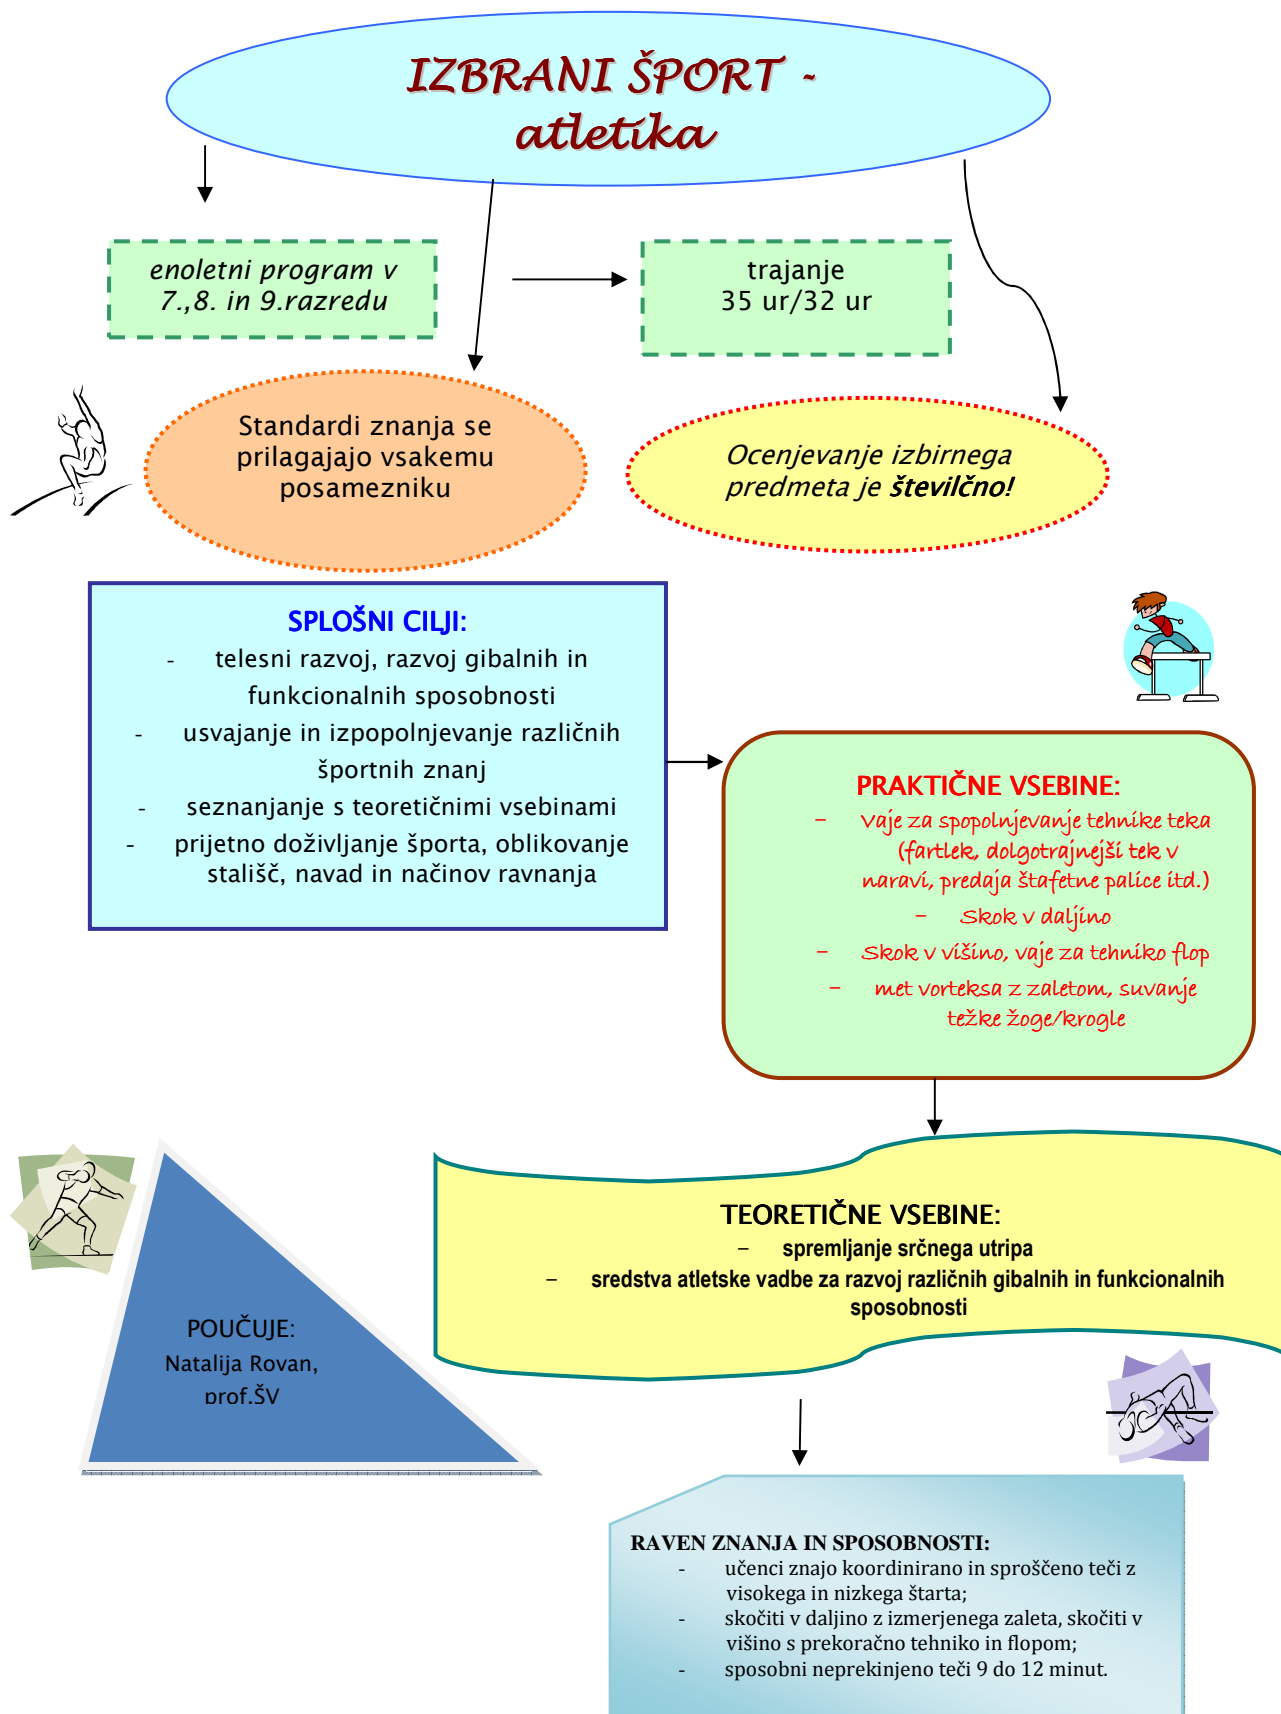 IZBRANI ŠPORT -
atletika
enoletni program v
7.,8. in 9.razredu
trajanje
35 ur/32 ur
Standardi znanja se
prilagajajo vsakemu
posamezniku
Ocenjevanje izbirnega
predmeta je številčno!
SPLOŠNI CILJI:
- telesni razvoj, razvoj gibalnih in
funkcionalnih sposobnosti
- usvajanje in izpopolnjevanje različnih
športnih znanj
- seznanjanje s teoretičnimi vsebinami
- prijetno doživljanje športa, oblikovanje
stališč, navad in načinov ravnanja
PRAKTIČNE VSEBINE:
– Vaje za spopolnjevanje tehnike teka
(fartlek, dolgotrajnejši tek v
naravi, predaja štafetne palice itd.)
– Skok v daljino
– Skok v višino, vaje za tehniko flop
– met vorteksa z zaletom, suvanje
težke žoge/krogle
TEORETIČNE VSEBINE:
– spremljanje srčnega utripa
– sredstva atletske vadbe za razvoj različnih gibalnih in funkcionalnih
sposobnosti
POUČUJE:
Natalija Rovan,
prof.ŠV
RAVEN ZNANJA IN SPOSOBNOSTI:
- učenci znajo koordinirano in sproščeno teči z
visokega in nizkega štarta;
- skočiti v daljino z izmerjenega zaleta, skočiti v
višino s prekoračno tehniko in flopom;
- sposobni neprekinjeno teči 9 do 12 minut.